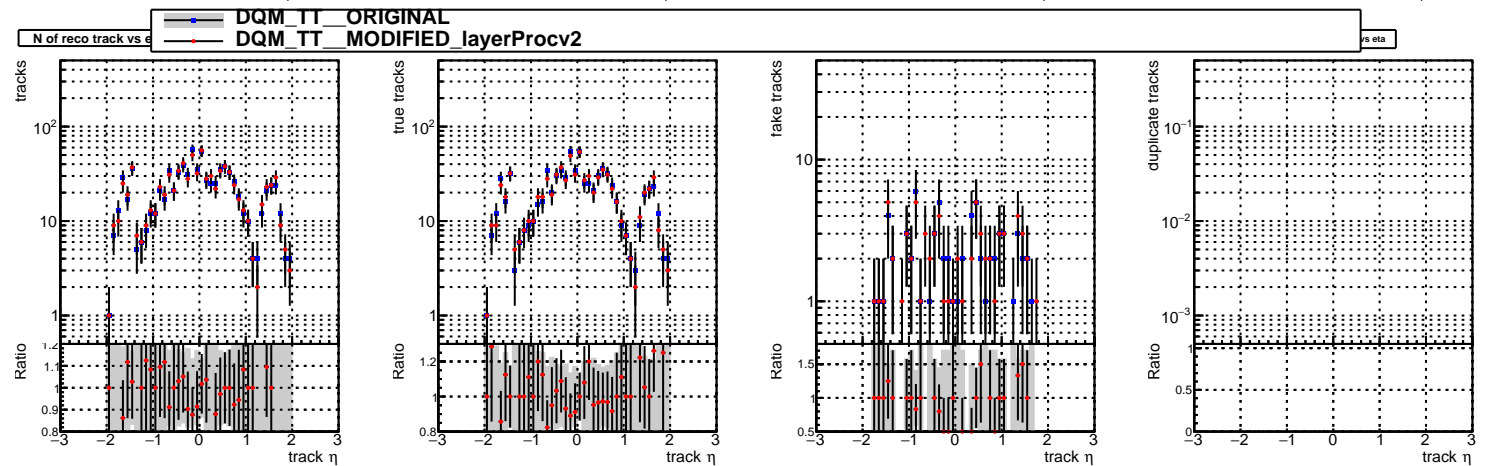 DQM_TT__ORIGINAL
DQM_TT__MODIFIED_layerProcv2
N of reco track vs e
vs eta
tracks
10²
10
1
Ratio
1.2
1.1
1
0.9
0.8
−3 −2 −1 0 1 2 3
track η
true tracks
10²
10
1
Ratio
1.2
1
0.8
−3 −2 −1 0 1 2 3
track η
fake tracks
10
1
Ratio
1.5
1
0.5
−3 −2 −1 0 1 2 3
track η
duplicate tracks
10⁻¹
10⁻²
10⁻³
Ratio
1
0.5
0
−3 −2 −1 0 1 2 3
track η